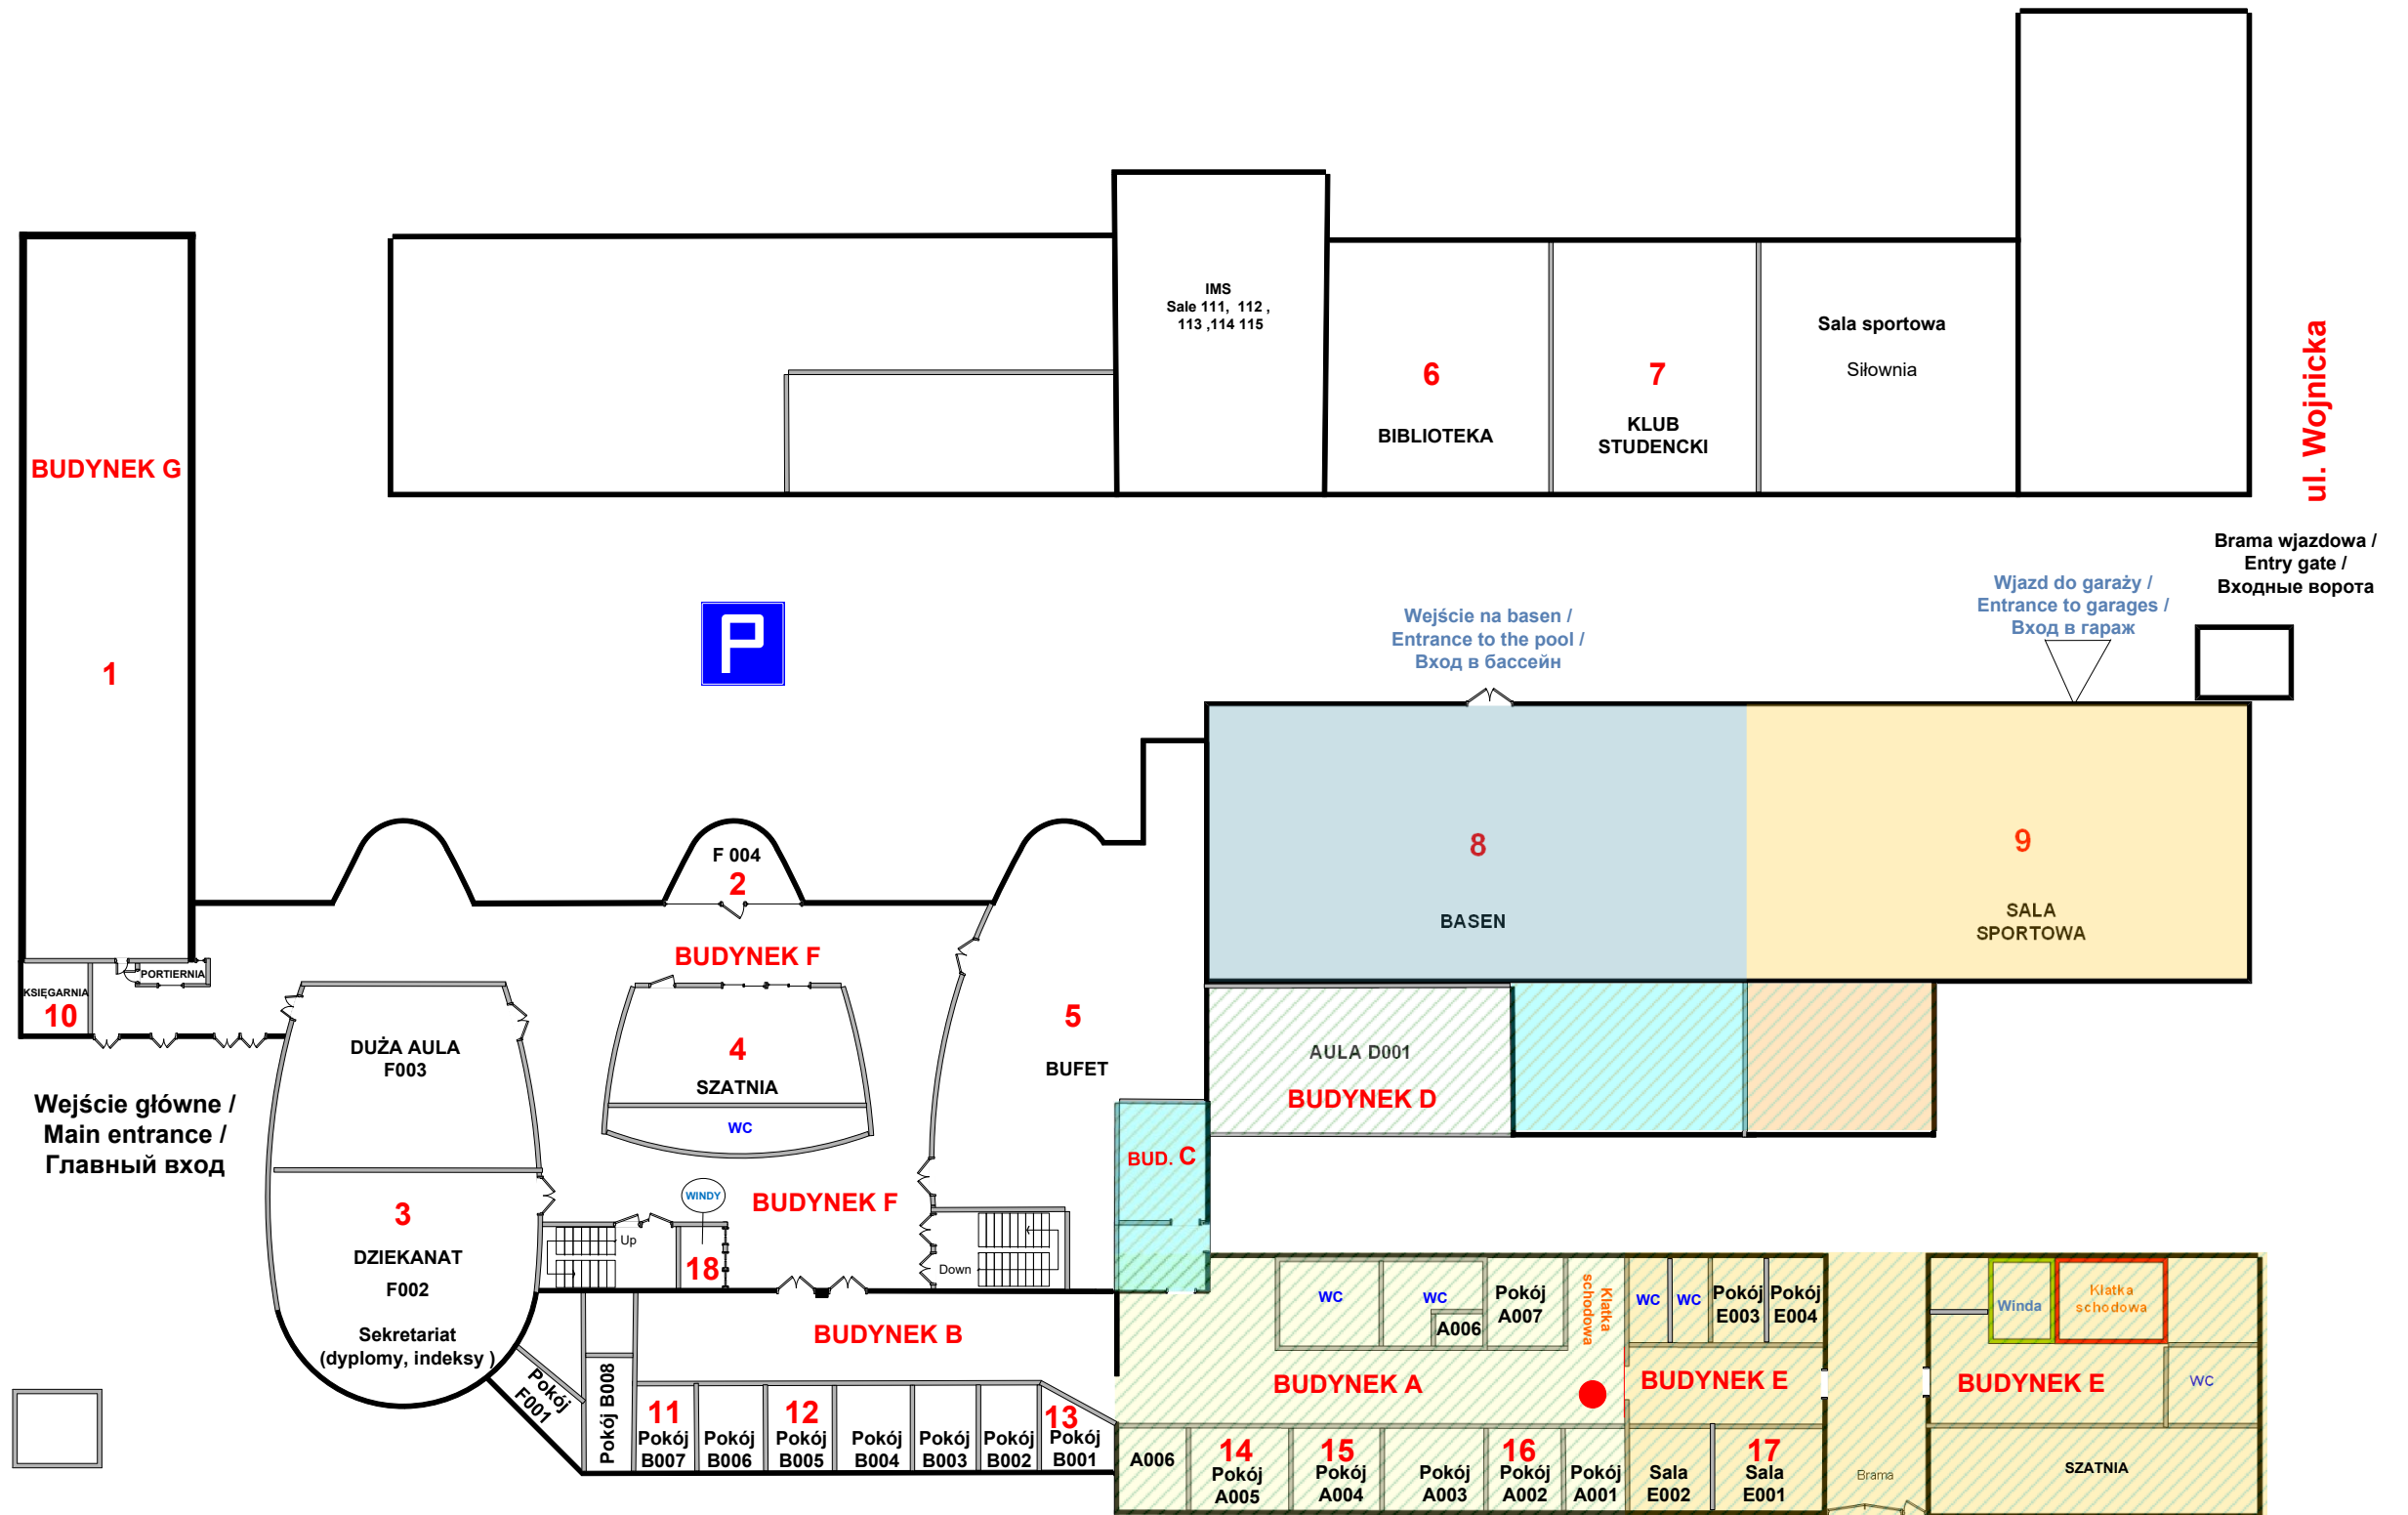 IMS
Sale 111, 112 ,
113 ,114 115
6
BIBLIOTEKA
7
KLUB
STUDENCKI
Sala sportowa
Siłownia
ul. Wojnicka
BUDYNEK G
1
P
Wejście na basen /
Entrance to the pool /
Вход в бассейн
Wjazd do garaży /
Entrance to garages /
Вход в гараж
Brama wjazdowa /
Entry gate /
Входные ворота
8
BASEN
9
SALA
SPORTOWA
F 004
2
BUDYNEK F
PORTIERNIA
KSIĘGARNIA
10
DUŻA AULA
F003
4
SZATNIA
WC
5
BUFET
AULA D001
BUDYNEK D
Wejście główne /
Main entrance /
Главный вход
BUD. C
3
DZIEKANAT
F002
Sekretariat
(dyplomy, indeksy )
WINDY
BUDYNEK F
Up
18
Down
BUDYNEK B
Pokój
F001
Pokój B008
11
Pokój
B007
Pokój
B006
12
Pokój
B005
Pokój
B004
Pokój
B003
Pokój
B002
13
Pokój
B001
WC
WC
A006
Pokój
A007
Klatka
schodowa
BUDYNEK A
A006
14
Pokój
A005
15
Pokój
A004
Pokój
A003
16
Pokój
A002
Pokój
A001
WC
WC
Pokój
E003
Pokój
E004
BUDYNEK E
Sala
E002
17
Sala
E001
Brama
Winda
Klatka
schodowa
BUDYNEK E
WC
SZATNIA